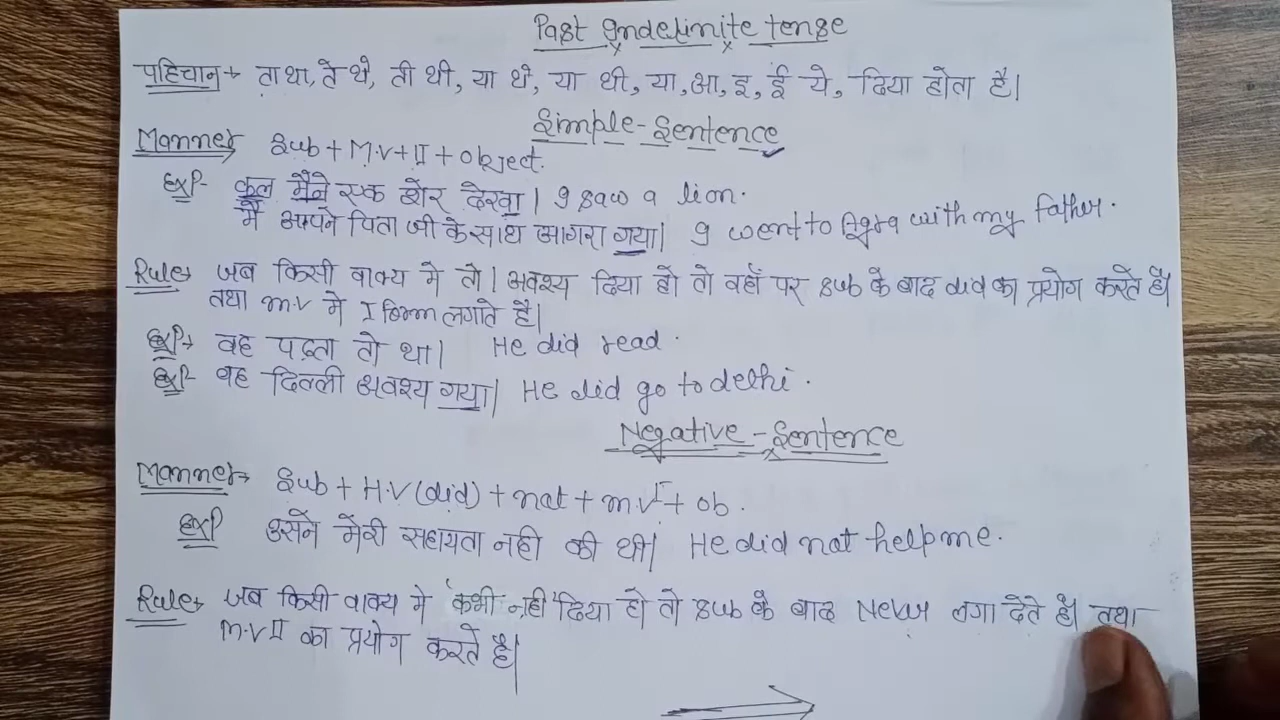 Past Indefinite tense
पहिचान → ता था, ते थे, ती थी, या थे, या थी, या, आ, इ, ई ये, दिया होता है।
Simple-Sentence
Manner → Sub + M.V + II + object.
Exp- कल मैने एक शेर देखा। I saw a lion.
मैं अपने पिता जी के साथ आगरा गया। I went to Agra with my father.
Rule → जब किसी वाक्य मे तो। अवश्य दिया हो तो वहाँ पर sub के बाद did का प्रयोग करते है।
तथा m.v मे I form लगाते है।
Exp → वह पढ़ता तो था। He did read.
Exp- वह दिल्ली अवश्य गया। He did go to delhi.
Negative-Sentence
Manner → Sub + H.V (did) + not + m.v I + ob.
Exp उसने मेरी सहायता नही की थी। He did not help me.
Rule → जब किसी वाक्य मे 'कभी नही' दिया हो तो sub के बाद Never लगा देते है। तथा
m.v II का प्रयोग करते है।